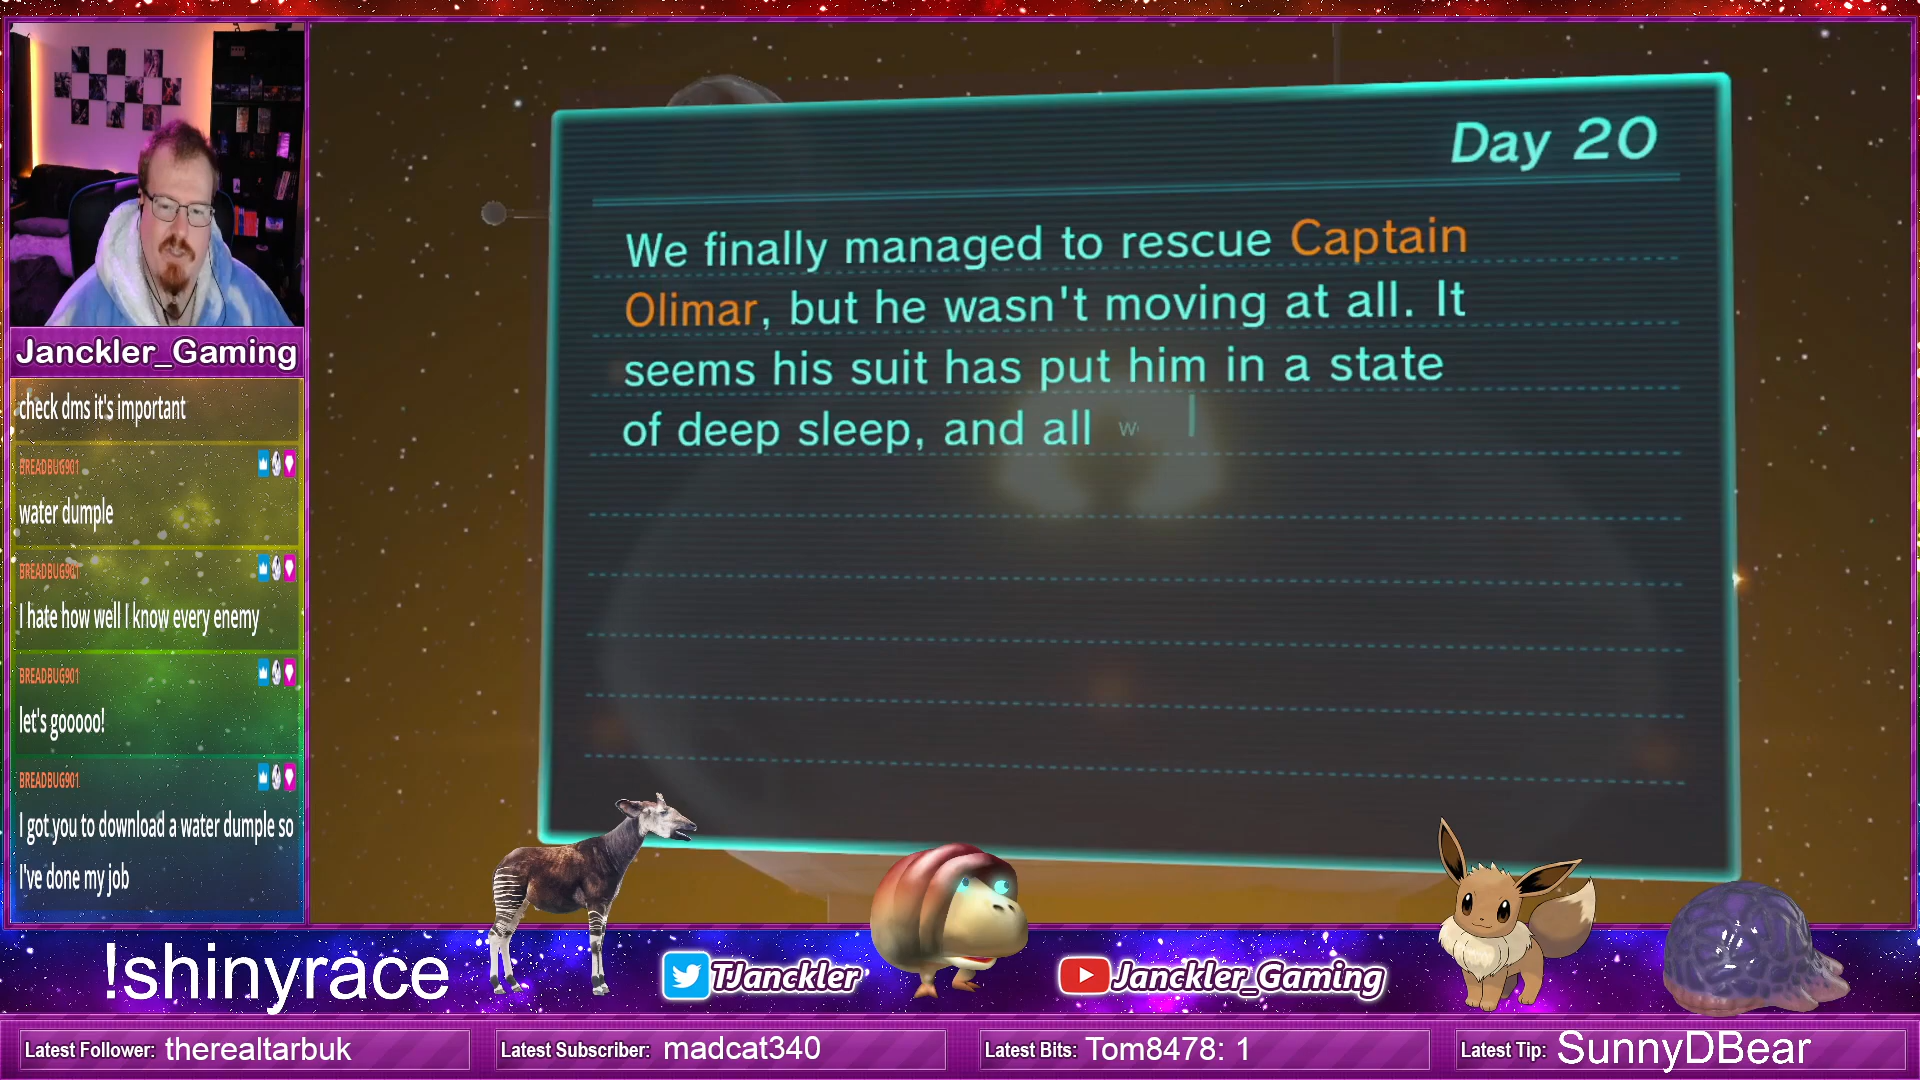 Day 20
We finally managed to rescue Captain
Olimar, but he wasn't moving at all. It
seems his suit has put him in a state
of deep sleep, and all
Janckler_Gaming
check dms it's important
BREADBUG901
water dumple
BREADBUG901
I hate how well I know every enemy
BREADBUG901
let's gooooo!
BREADBUG901
I got you to download a water dumple so
I've done my job
!shinyrace
TJanckler
Janckler_Gaming
Latest Follower: therealtarbuk
Latest Subscriber: madcat340
Latest Bits: Tom8478: 1
Latest Tip: SunnyDBear